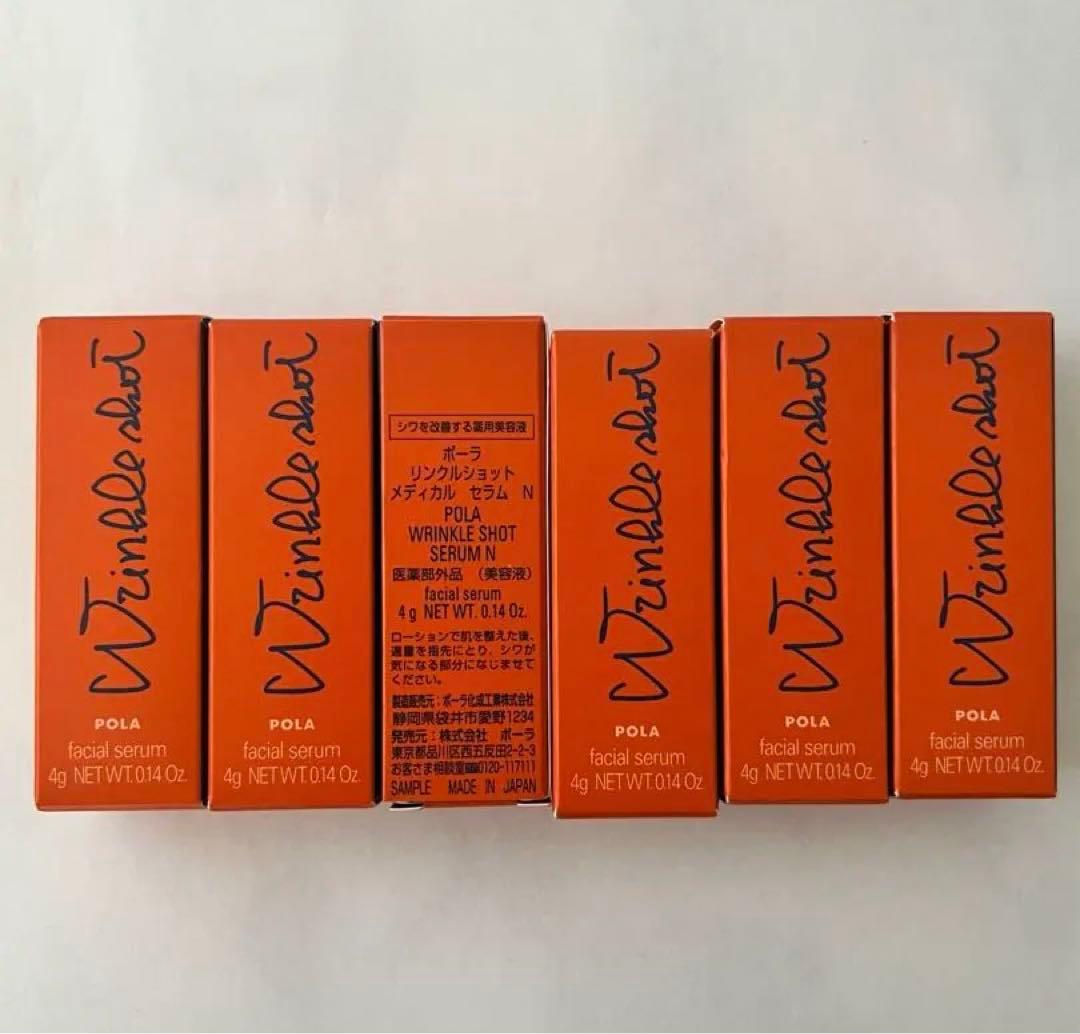 Wrinkle shot
POLA
facial serum
4g NET WT. 0.14 Oz.
Wrinkle shot
POLA
facial serum
4g NET WT. 0.14 Oz.
シワを改善する薬用美容液
ポーラ
リンクルショット
メディカル セラム N
POLA
WRINKLE SHOT
SERUM N
医薬部外品 （美容液）
facial serum
4g NET WT. 0.14 Oz.
ローションで肌を整えた後、
適量を指先にとり、シワが
気になる部分になじませて
ください。
製造販売元：ポーラ化成工業株式会社
静岡県袋井市愛野1234
発売元：株式会社 ポーラ
東京都品川区西五反田2-2-3
お客さま相談室0120-117111
SAMPLE MADE IN JAPAN
Wrinkle shot
POLA
facial serum
4g NET WT. 0.14 Oz.
Wrinkle shot
POLA
facial serum
4g NET WT. 0.14 Oz.
Wrinkle shot
POLA
facial serum
4g NET WT. 0.14 Oz.